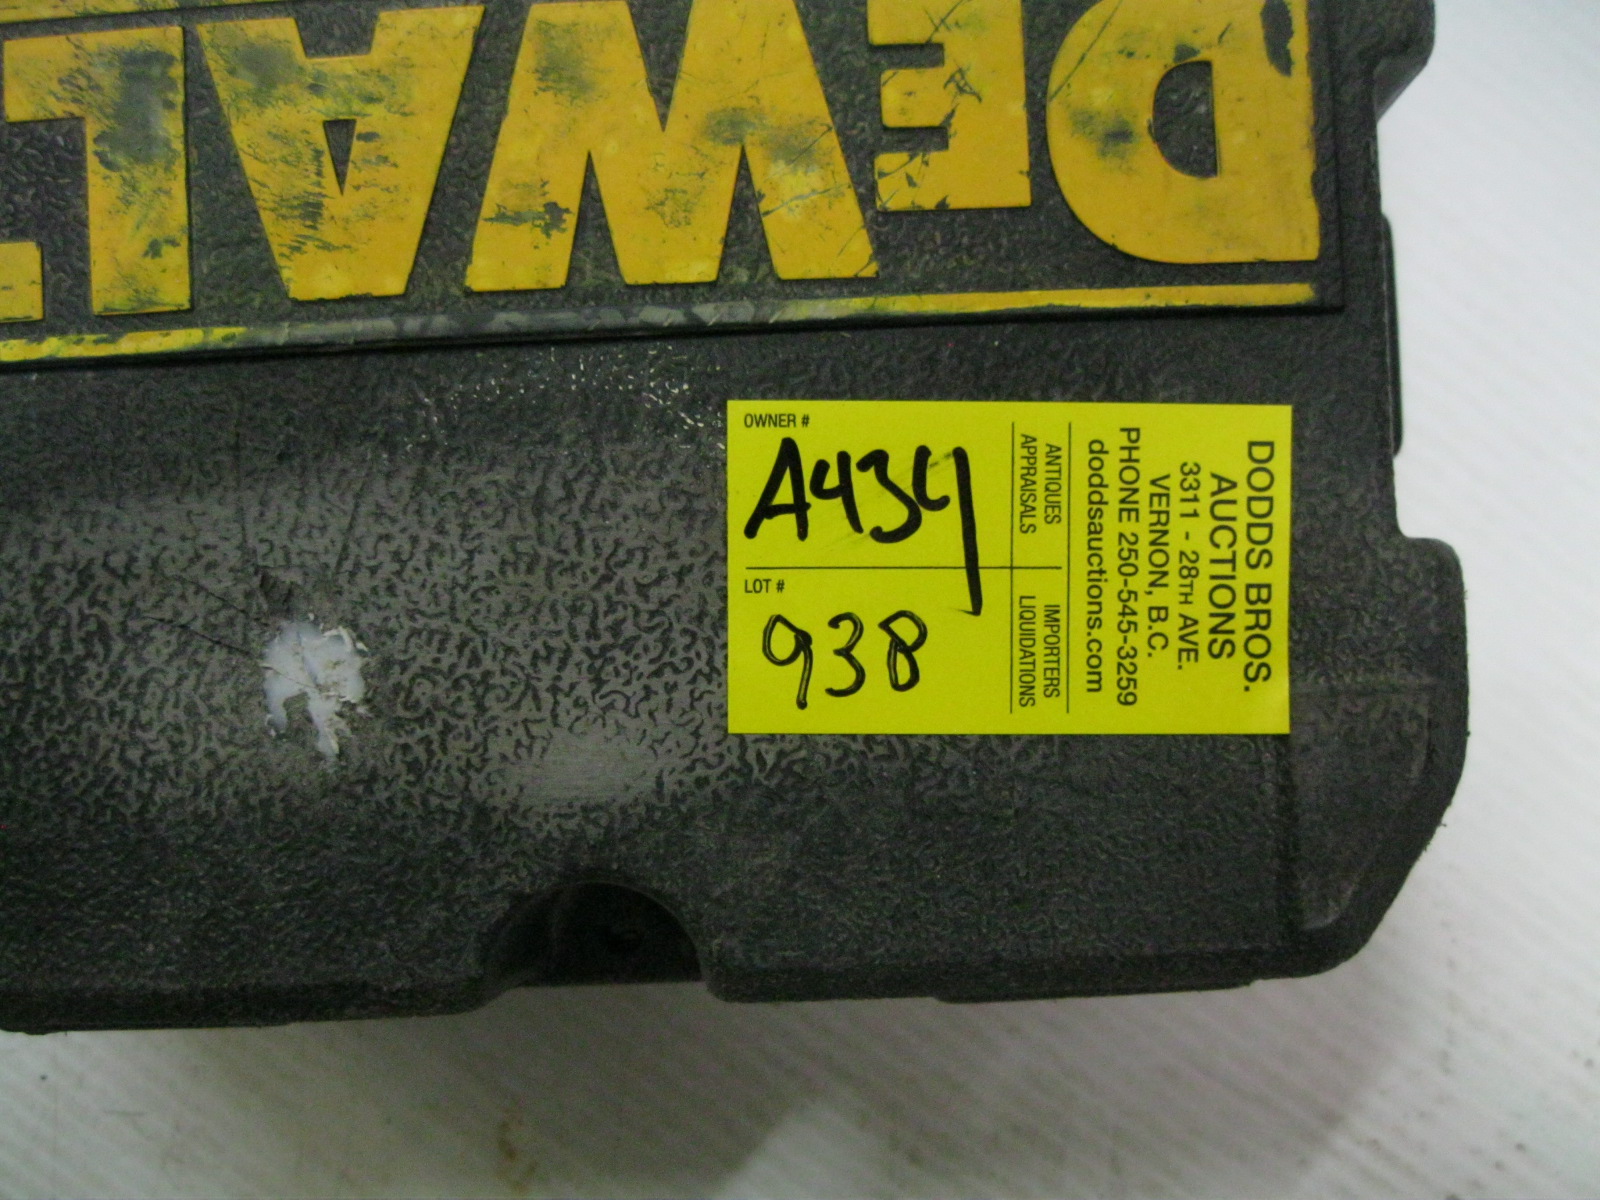 DEWAL
OWNER #
A434
LOT #
938
ANTIQUES
APPRAISALS
IMPORTERS
LIQUIDATIONS
DODDS BROS.
AUCTIONS
3311 - 28TH AVE.
VERNON, B.C.
PHONE 250-545-3259
doddsauctions.com